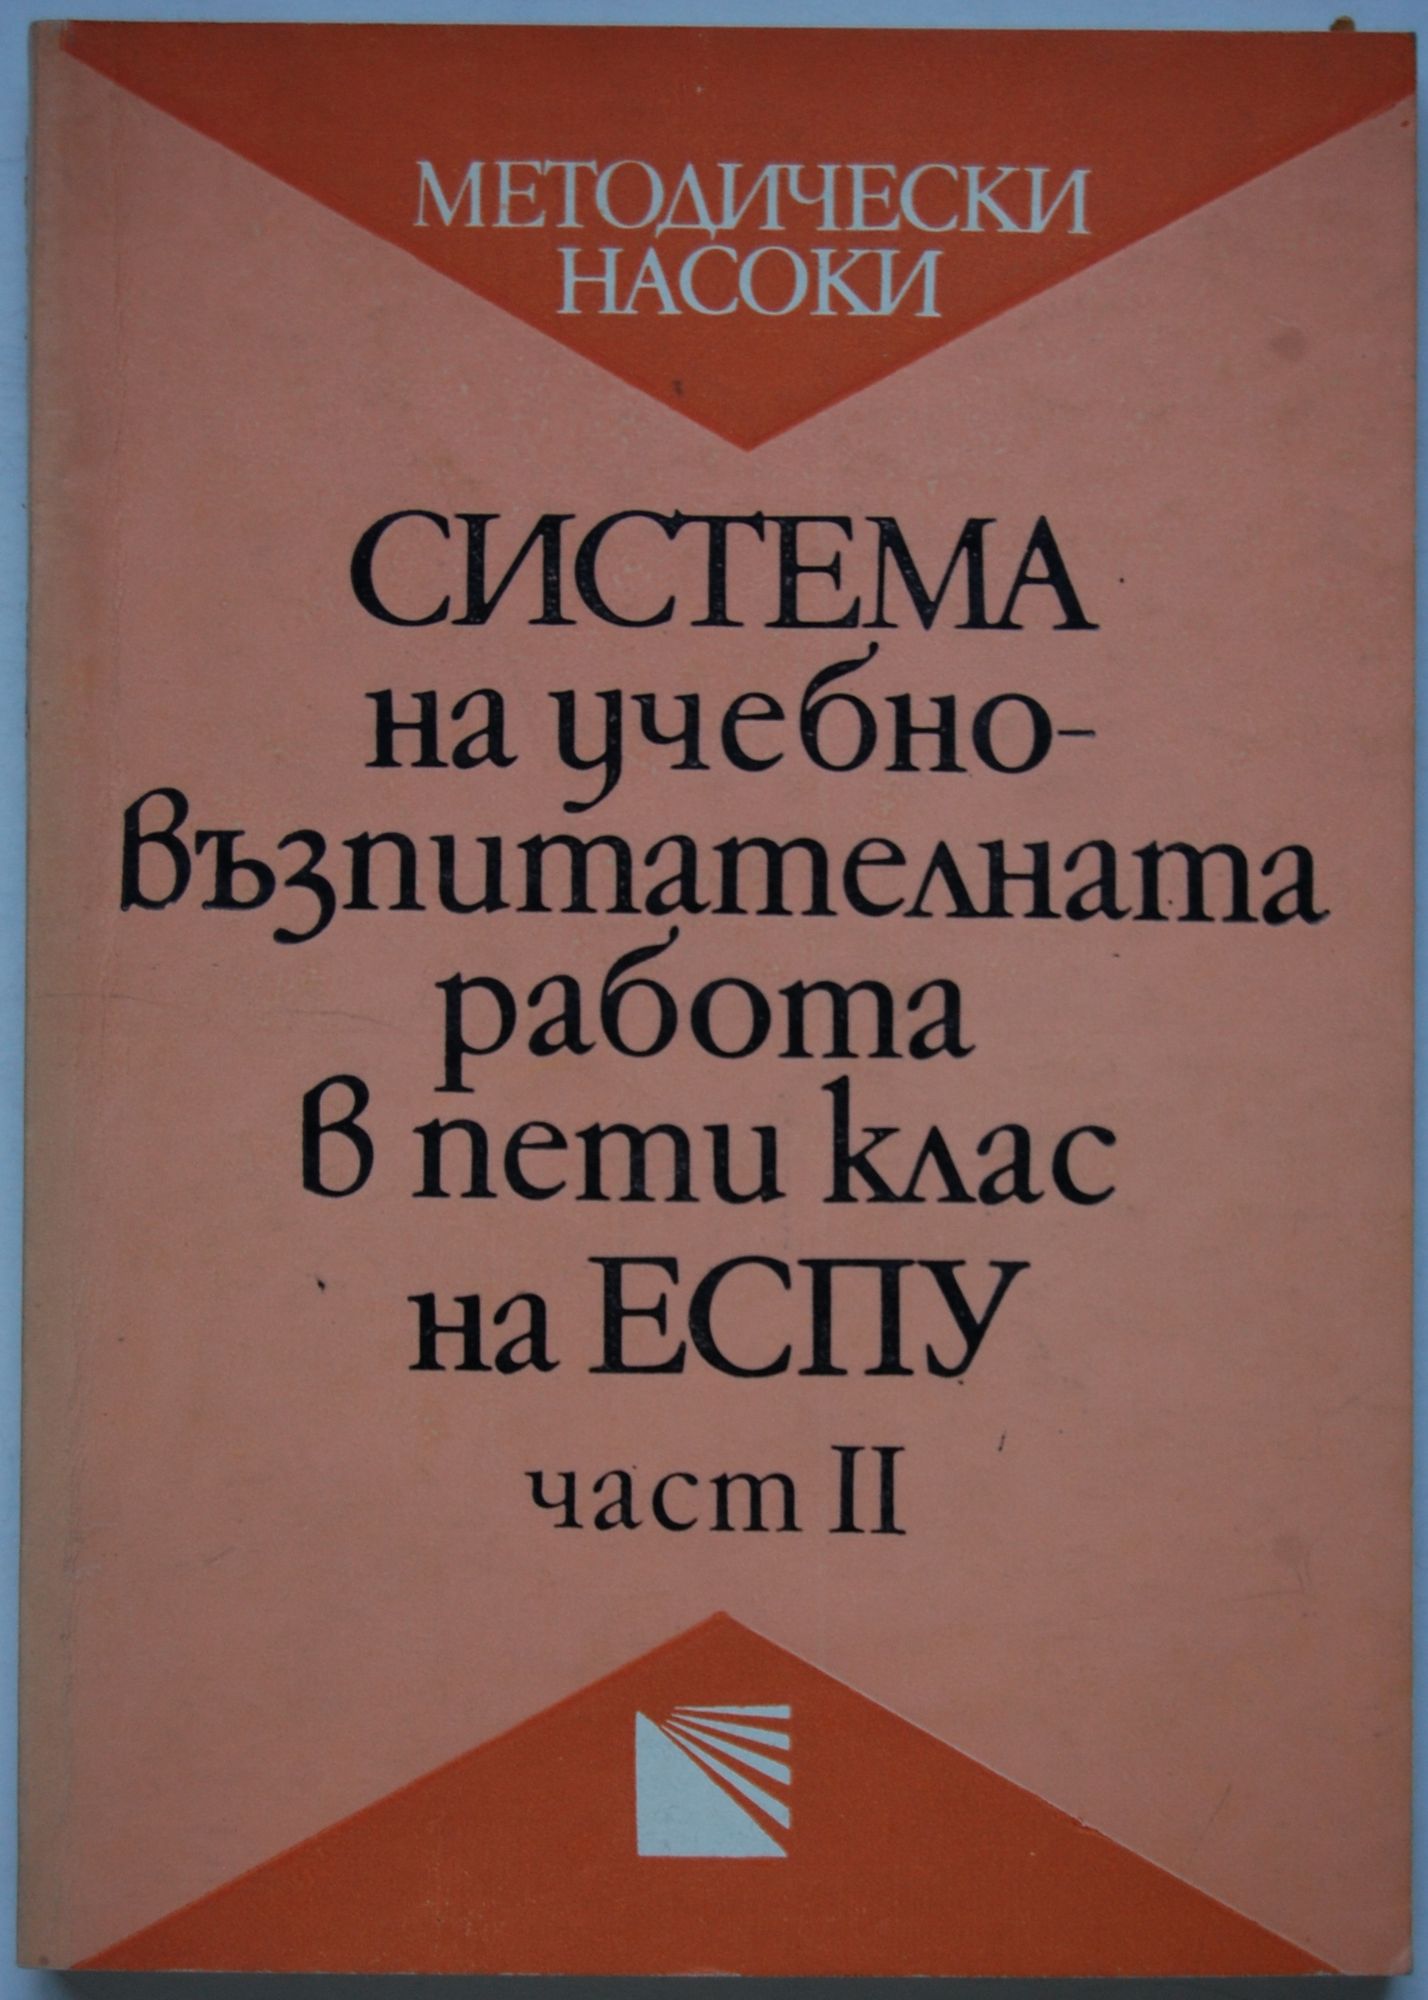 МЕТОДИЧЕСКИ
НАСОКИ
СИСТЕМА
на учебно-
възпитателната
работа
в пети клас
на ЕСПУ
част II